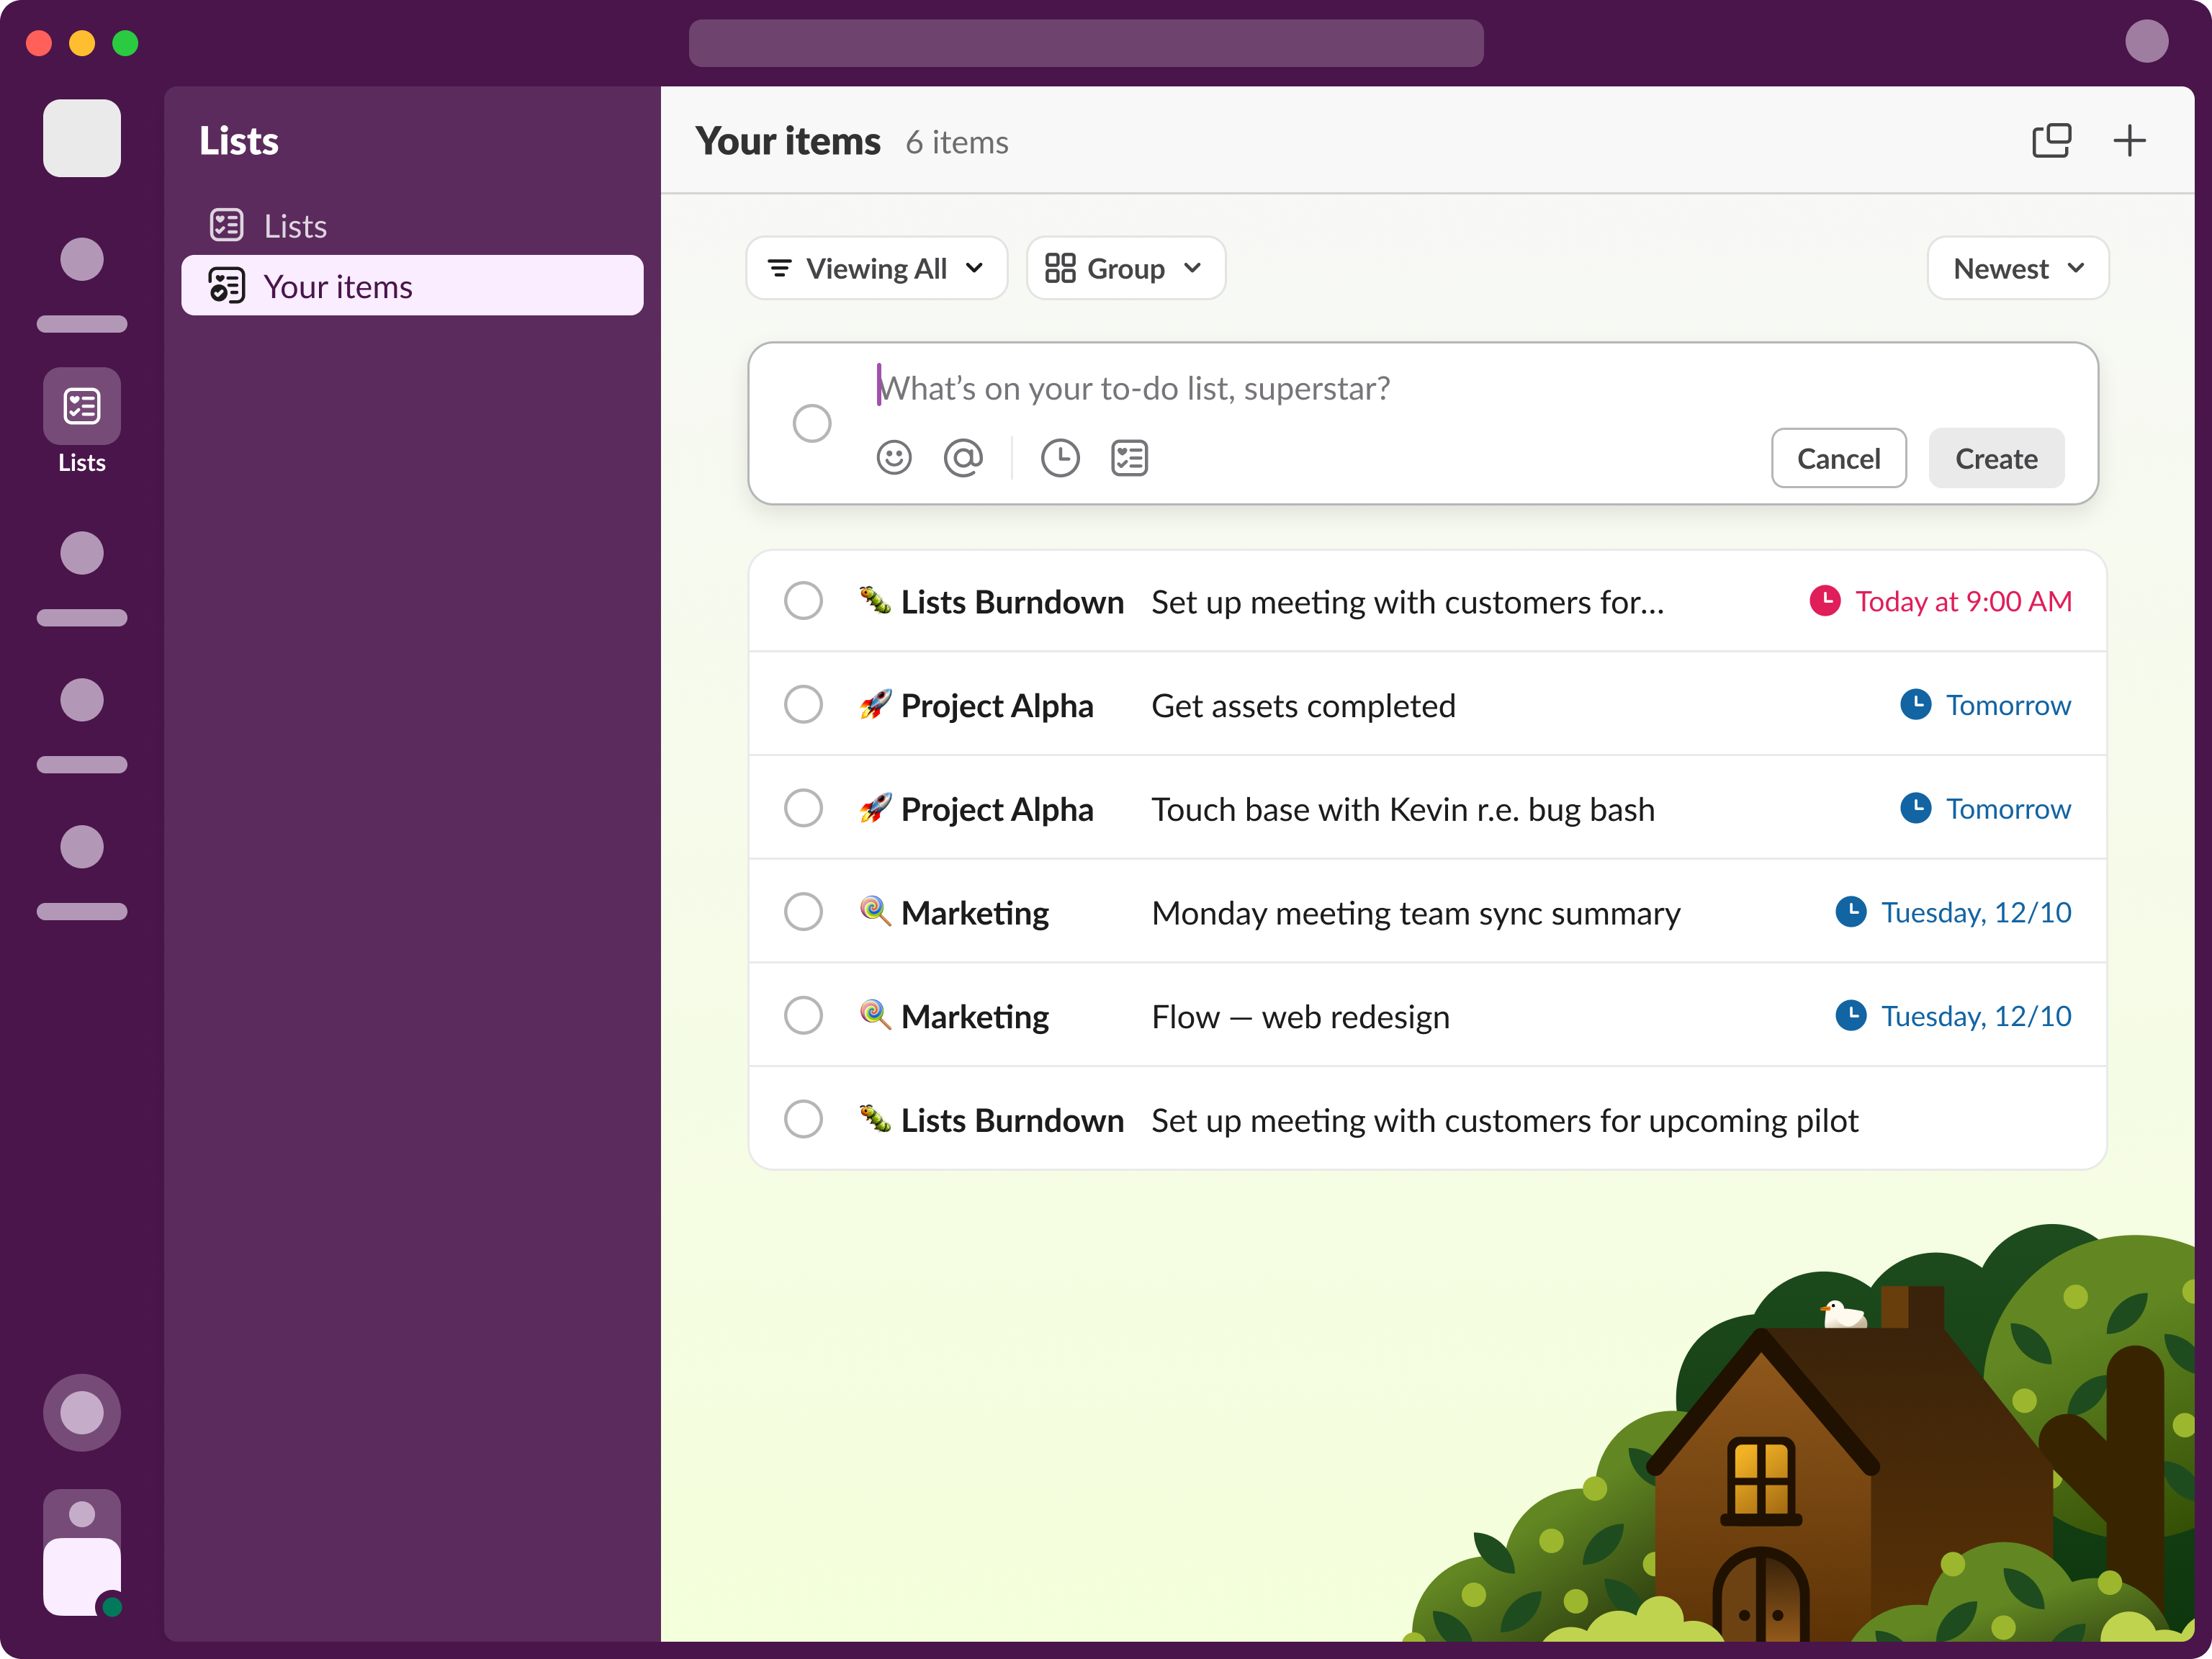 Lists
Lists
Your items
Lists
Your items 6 items
Viewing All Group Newest
What’s on your to-do list, superstar?
Cancel Create
Lists Burndown Set up meeting with customers for... Today at 9:00 AM
Project Alpha Get assets completed Tomorrow
Project Alpha Touch base with Kevin r.e. bug bash Tomorrow
Marketing Monday meeting team sync summary Tuesday, 12/10
Marketing Flow — web redesign Tuesday, 12/10
Lists Burndown Set up meeting with customers for upcoming pilot